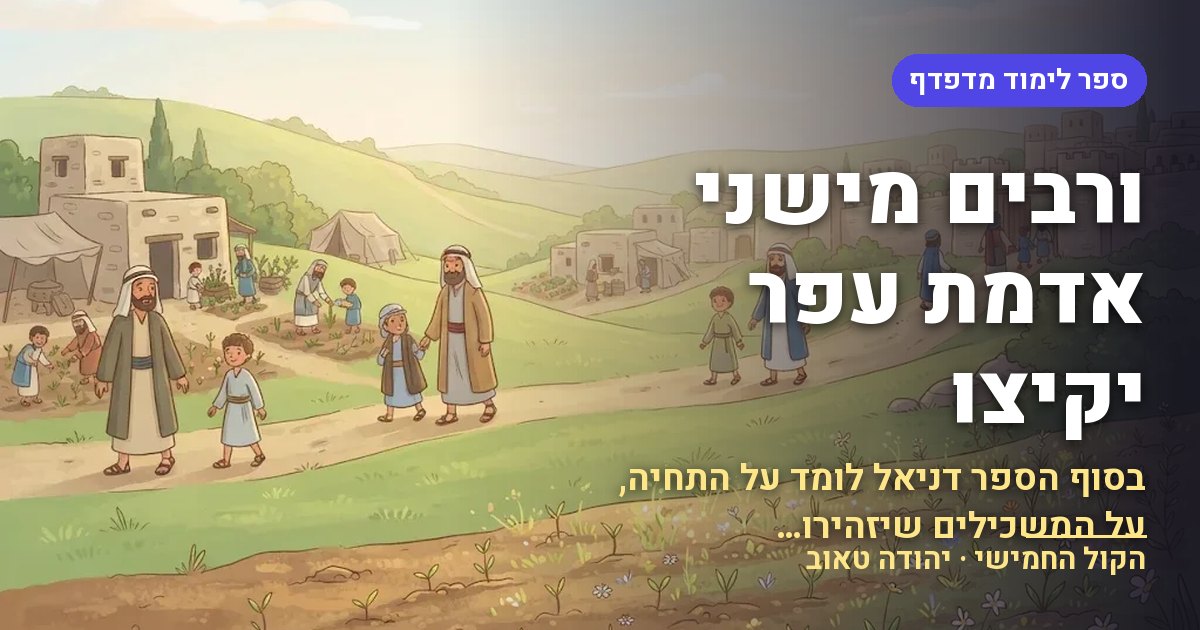 ספר לימוד מדפדף
ורבים מישני
אדמת עפר
יקיצו
בסוף הספר דניאל לומד על התחיה,
על המשכילים שיזהירו...
הקול החמישי · יהודה טאוב